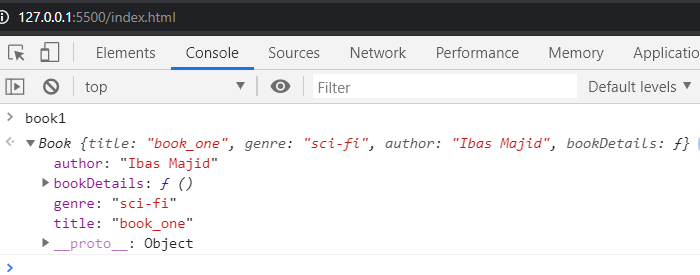 127.0.0.1:5500/index.html
Elements Console Sources Network Performance Memory Applicatio
top Filter Default levels
book1
Book {title: "book_one", genre: "sci-fi", author: "Ibas Majid", bookDetails: ƒ}
author: "Ibas Majid"
bookDetails: ƒ ()
genre: "sci-fi"
title: "book_one"
__proto__: Object